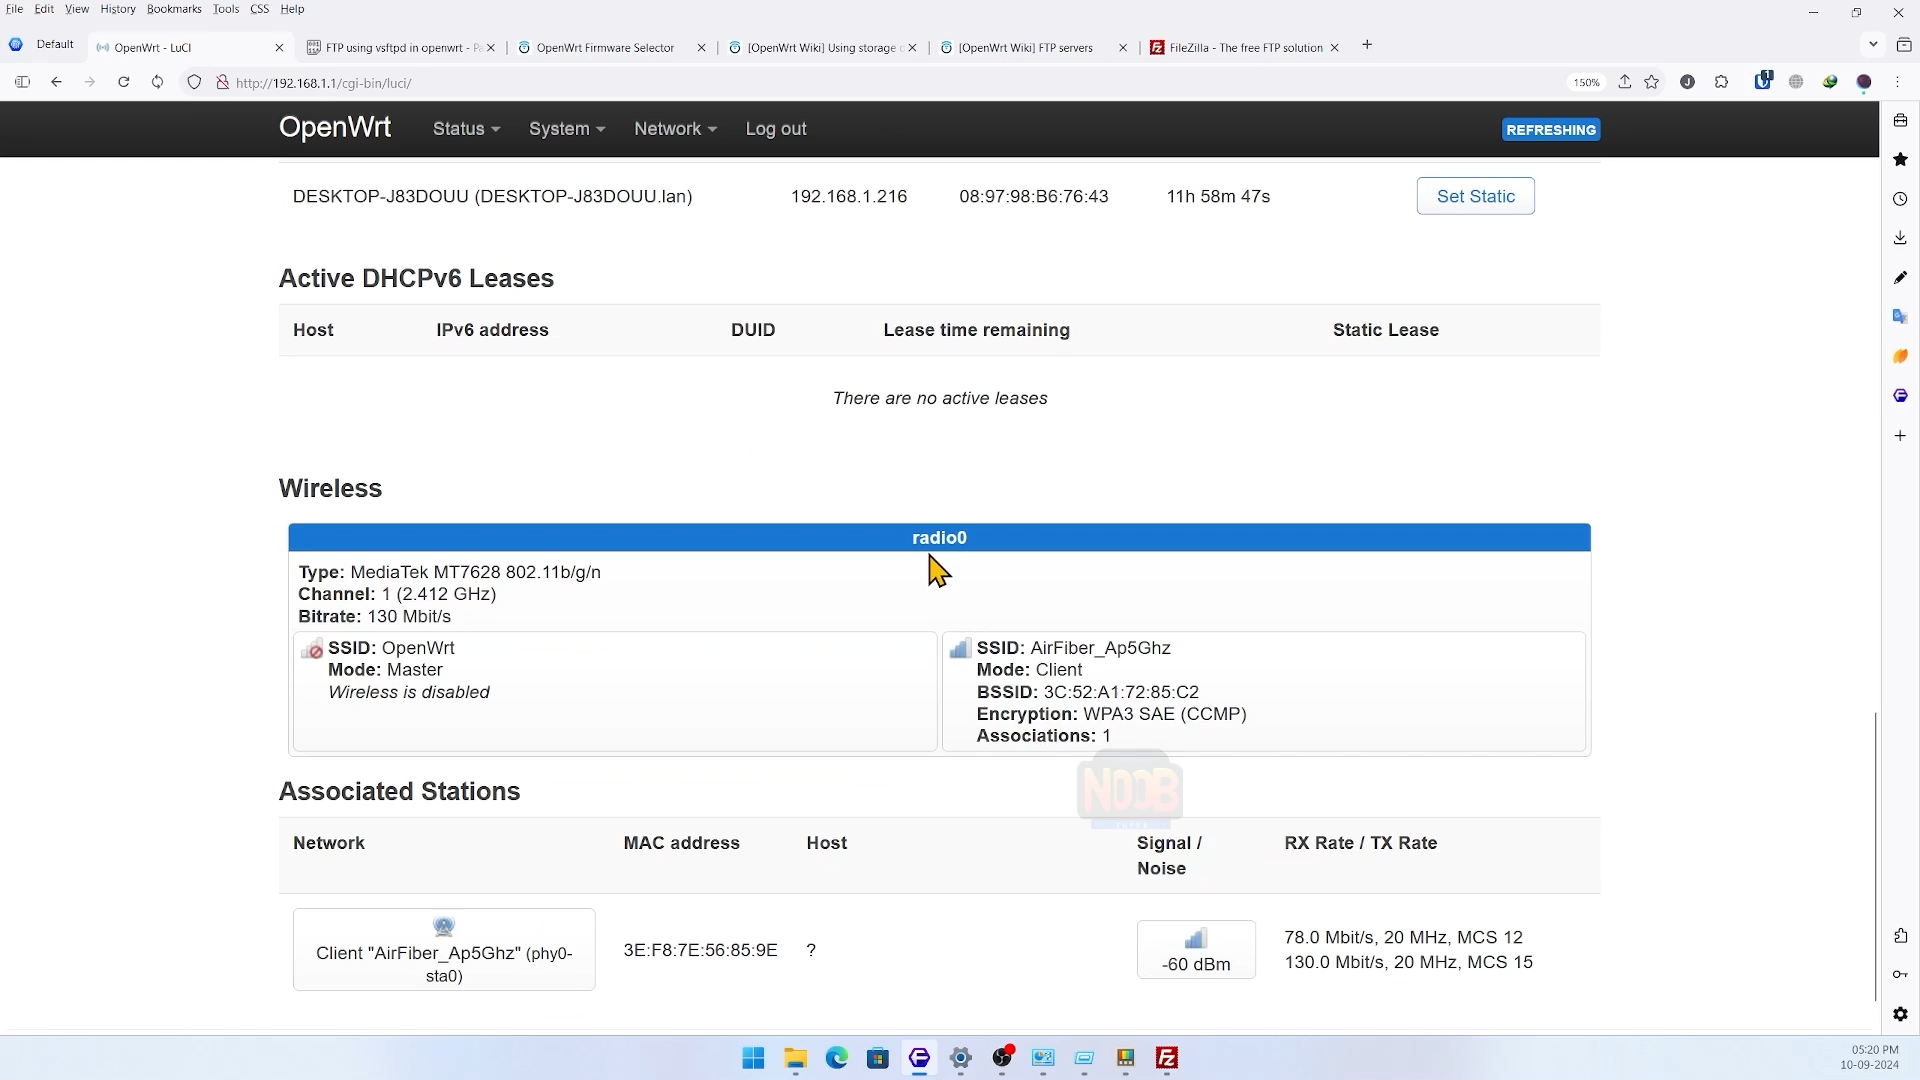 File Edit View History Bookmarks Tools CSS Help
Default
OpenWrt - LuCI
FTP using vsftpd in openwrt - Pa
OpenWrt Firmware Selector
[OpenWrt Wiki] Using storage d
[OpenWrt Wiki] FTP servers
FileZilla - The free FTP solution
http://192.168.1.1/cgi-bin/luci/
150%
OpenWrt
Status
System
Network
Log out
REFRESHING
DESKTOP-J83DOUU (DESKTOP-J83DOUU.lan) 192.168.1.216 08:97:98:B6:76:43 11h 58m 47s Set Static
Active DHCPv6 Leases
Host IPv6 address DUID Lease time remaining Static Lease
There are no active leases
Wireless
radio0
Type: MediaTek MT7628 802.11b/g/n
Channel: 1 (2.412 GHz)
Bitrate: 130 Mbit/s
SSID: OpenWrt
Mode: Master
Wireless is disabled
SSID: AirFiber_Ap5Ghz
Mode: Client
BSSID: 3C:52:A1:72:85:C2
Encryption: WPA3 SAE (CCMP)
Associations: 1
NOOB
Associated Stations
Network MAC address Host Signal / Noise RX Rate / TX Rate
Client "AirFiber_Ap5Ghz" (phy0-
sta0)
3E:F8:7E:56:85:9E ?
-60 dBm
78.0 Mbit/s, 20 MHz, MCS 12
130.0 Mbit/s, 20 MHz, MCS 15
05:20 PM
10-09-2024